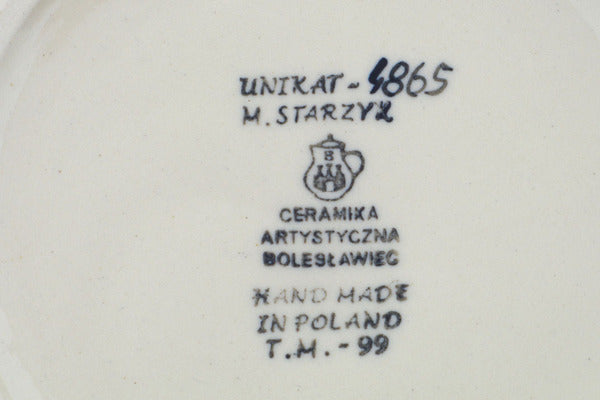 UNIKAT - 4865
M. STARZYK
B
CERAMIKA
ARTYSTYCZNA
BOLESŁAWIEC
HAND MADE
IN POLAND
T.M. - 99